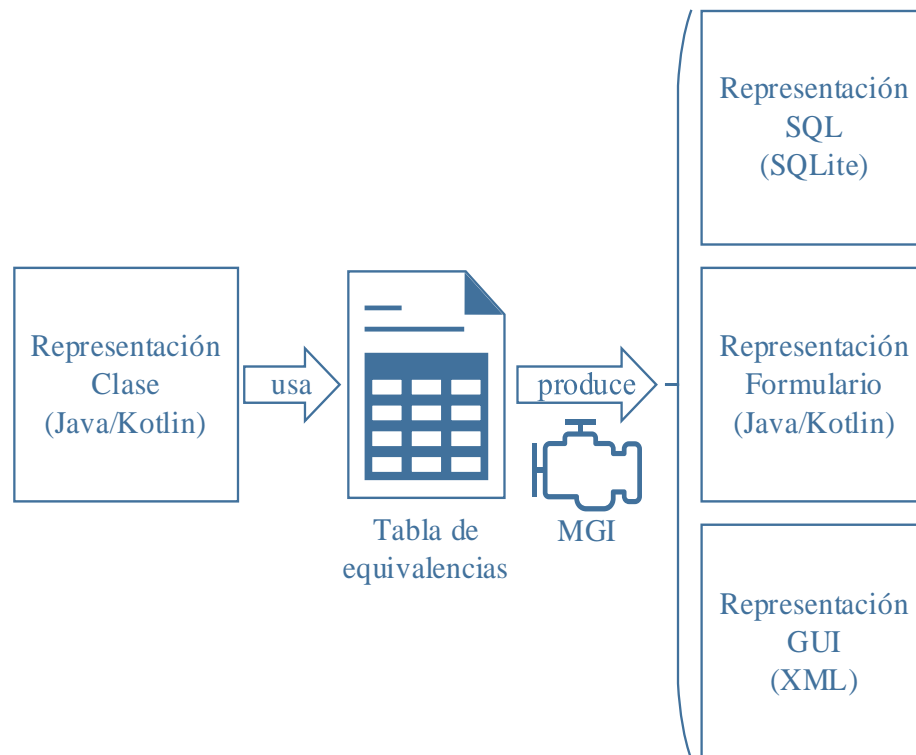 Representación
Clase
(Java/Kotlin)
usa
Tabla de
equivalencias
produce
MGI
Representación
SQL
(SQLite)
Representación
Formulario
(Java/Kotlin)
Representación
GUI
(XML)